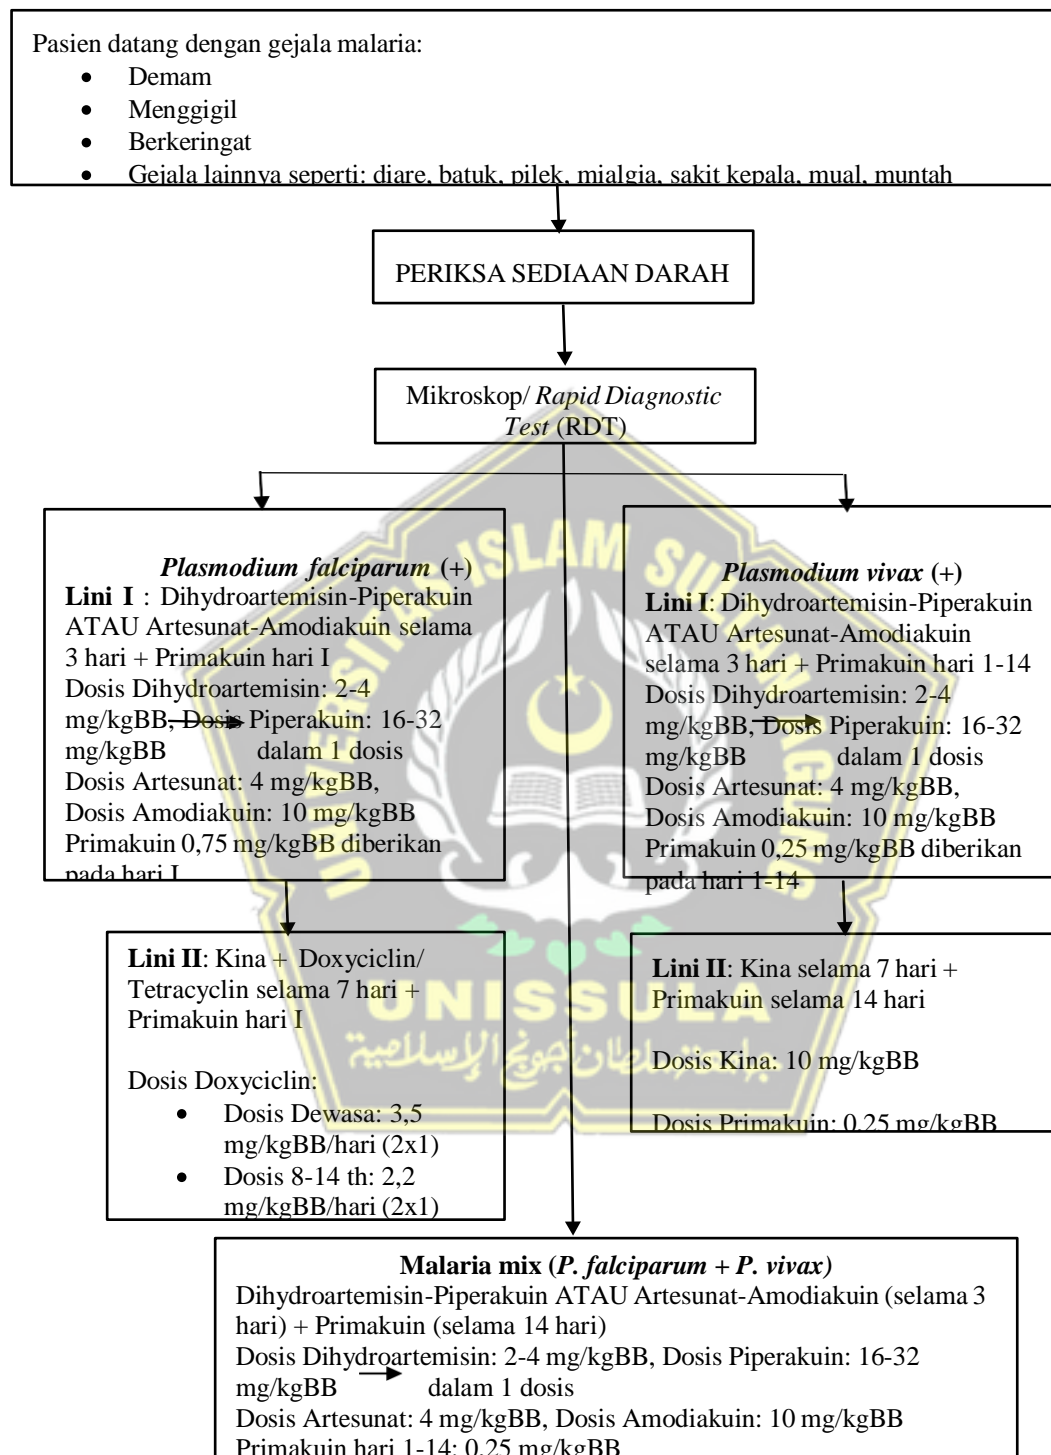 Pasien datang dengan gejala malaria:
• Demam
• Menggigil
• Berkeringat
• Gejala lainnya seperti: diare, batuk, pilek, mialgia, sakit kepala, mual, muntah
PERIKSA SEDIAAN DARAH
Mikroskop/ Rapid Diagnostic
Test (RDT)
Plasmodium falciparum (+)
Lini I : Dihydroartemisin-Piperakuin
ATAU Artesunat-Amodiakuin selama
3 hari + Primakuin hari I
Dosis Dihydroartemisin: 2-4
mg/kgBB, Dosis Piperakuin: 16-32
mg/kgBB dalam 1 dosis
Dosis Artesunat: 4 mg/kgBB,
Dosis Amodiakuin: 10 mg/kgBB
Primakuin 0,75 mg/kgBB diberikan
pada hari I
Plasmodium vivax (+)
Lini I: Dihydroartemisin-Piperakuin
ATAU Artesunat-Amodiakuin
selama 3 hari + Primakuin hari 1-14
Dosis Dihydroartemisin: 2-4
mg/kgBB, Dosis Piperakuin: 16-32
mg/kgBB dalam 1 dosis
Dosis Artesunat: 4 mg/kgBB,
Dosis Amodiakuin: 10 mg/kgBB
Primakuin 0,25 mg/kgBB diberikan
pada hari 1-14
Lini II: Kina + Doxyciclin/
Tetracyclin selama 7 hari +
Primakuin hari I
Dosis Doxyciclin:
• Dosis Dewasa: 3,5
mg/kgBB/hari (2x1)
• Dosis 8-14 th: 2,2
mg/kgBB/hari (2x1)
Lini II: Kina selama 7 hari +
Primakuin selama 14 hari
Dosis Kina: 10 mg/kgBB
Dosis Primakuin: 0,25 mg/kgBB
Malaria mix (P. falciparum + P. vivax)
Dihydroartemisin-Piperakuin ATAU Artesunat-Amodiakuin (selama 3
hari) + Primakuin (selama 14 hari)
Dosis Dihydroartemisin: 2-4 mg/kgBB, Dosis Piperakuin: 16-32
mg/kgBB dalam 1 dosis
Dosis Artesunat: 4 mg/kgBB, Dosis Amodiakuin: 10 mg/kgBB
Primakuin hari 1-14: 0,25 mg/kgBB
UNIVERSITAS ISLAM SULTAN AGUNG
UNISSULA
جامعة سلطان أجونج الإسلامية